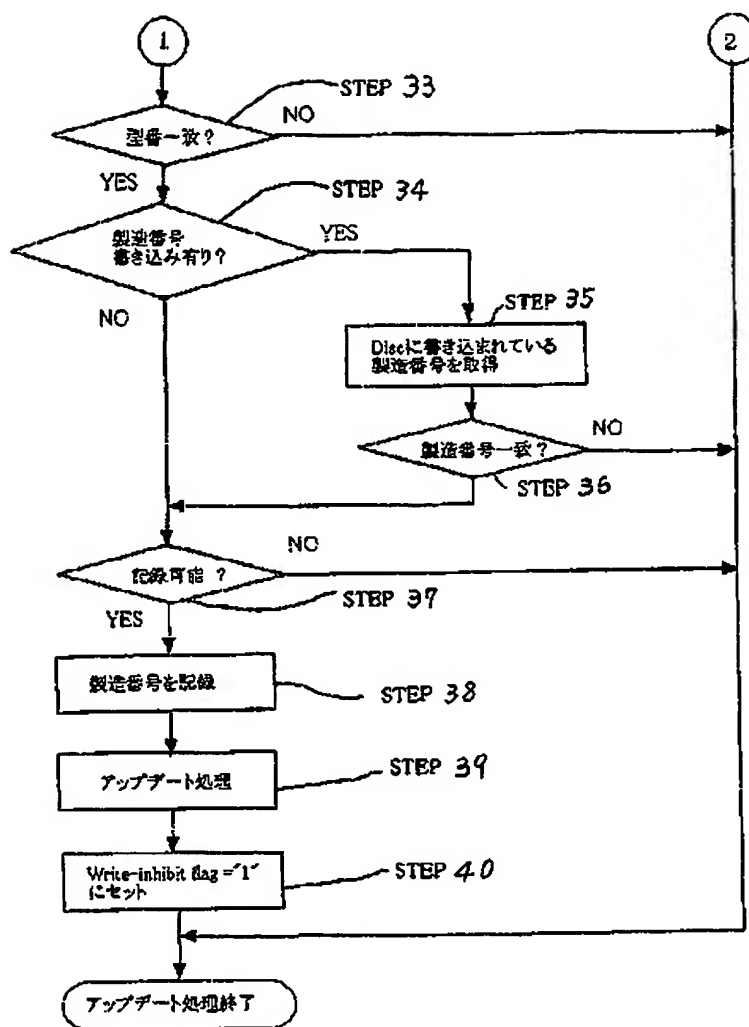 1
2
STEP 33
型番一致?
NO
YES
STEP 34
製造番号
書き込み有り?
YES
NO
STEP 35
Discに書き込まれている
製造番号を取得
製造番号一致?
NO
STEP 36
記録可能 ?
NO
STEP 37
YES
製造番号を記録
STEP 38
アップデート処理
STEP 39
Write-inhibit flag ="1"
にセット
STEP 40
アップデート処理終了